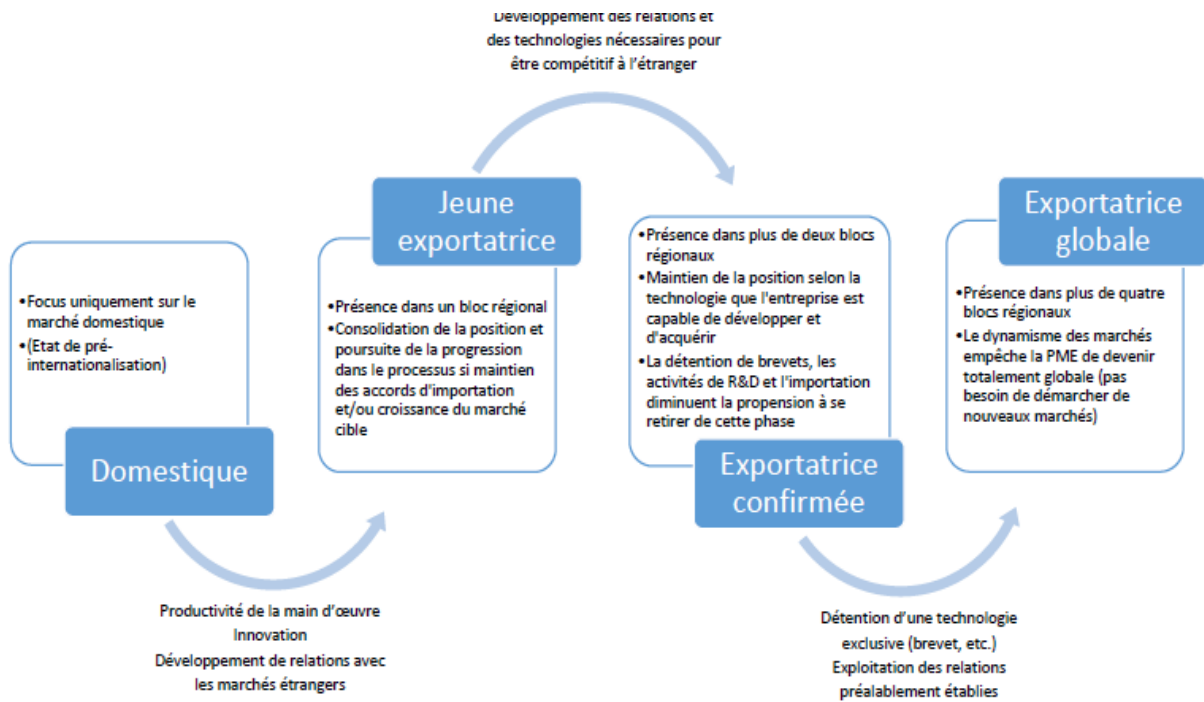 Développement des relations et
des technologies nécessaires pour
être compétitif à l'étranger
Jeune
exportatrice
Exportatrice
globale
•Focus uniquement sur le
marché domestique
•(Etat de pré-
internationalisation)
Domestique
•Présence dans un bloc régional
•Consolidation de la position et
poursuite de la progression
dans le processus si maintien
des accords d'importation
et/ou croissance du marché
cible
•Présence dans plus de deux blocs
régionaux
•Maintien de la position selon la
technologie que l'entreprise est
capable de développer et
d'acquérir
•La détention de brevets, les
activités de R&D et l'importation
diminuent la propension à se
retirer de cette phase
Exportatrice
confirmée
•Présence dans plus de quatre
blocs régionaux
•Le dynamisme des marchés
empêche la PME de devenir
totalement globale (pas
besoin de démarcher de
nouveaux marchés)
Productivité de la main d'œuvre
Innovation
Développement de relations avec
les marchés étrangers
Détention d'une technologie
exclusive (brevet, etc.)
Exploitation des relations
préalablement établies